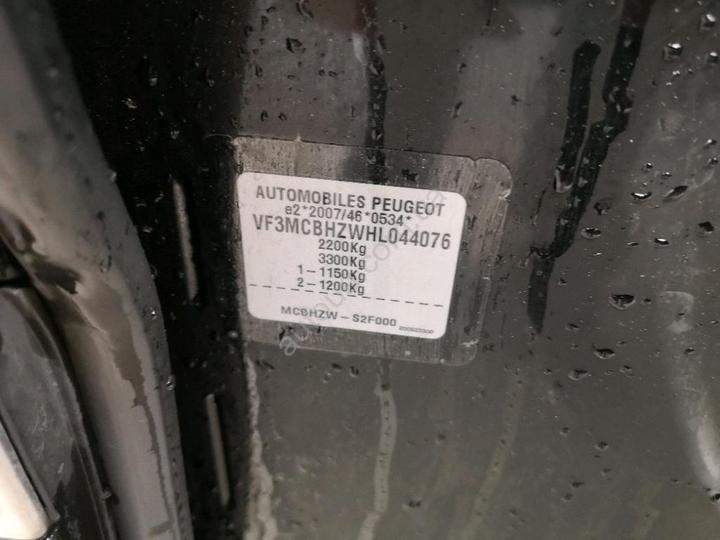 AUTOMOBILES PEUGEOT
e2*2007/46*0534*
VF3MCBHZWHL044076
2200Kg
3300Kg
1-1150Kg
2-1200Kg
MCBHZW-S2F000